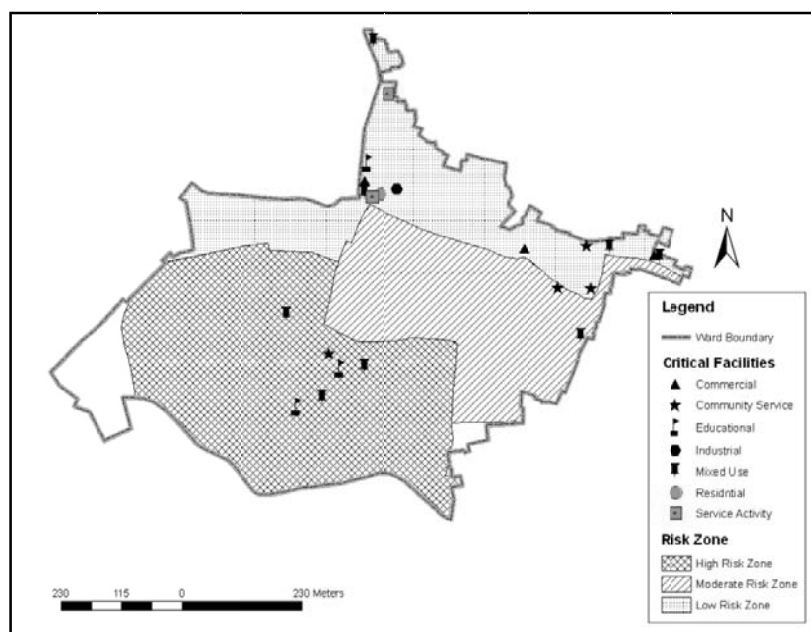 N
Legend
Ward Boundary
Critical Facilities
Commercial
Community Service
Educational
Industrial
Mixed Use
Residntial
Service Activity
Risk Zone
High Risk Zone
Moderate Risk Zone
Low Risk Zone
230 115 0 230 Meters